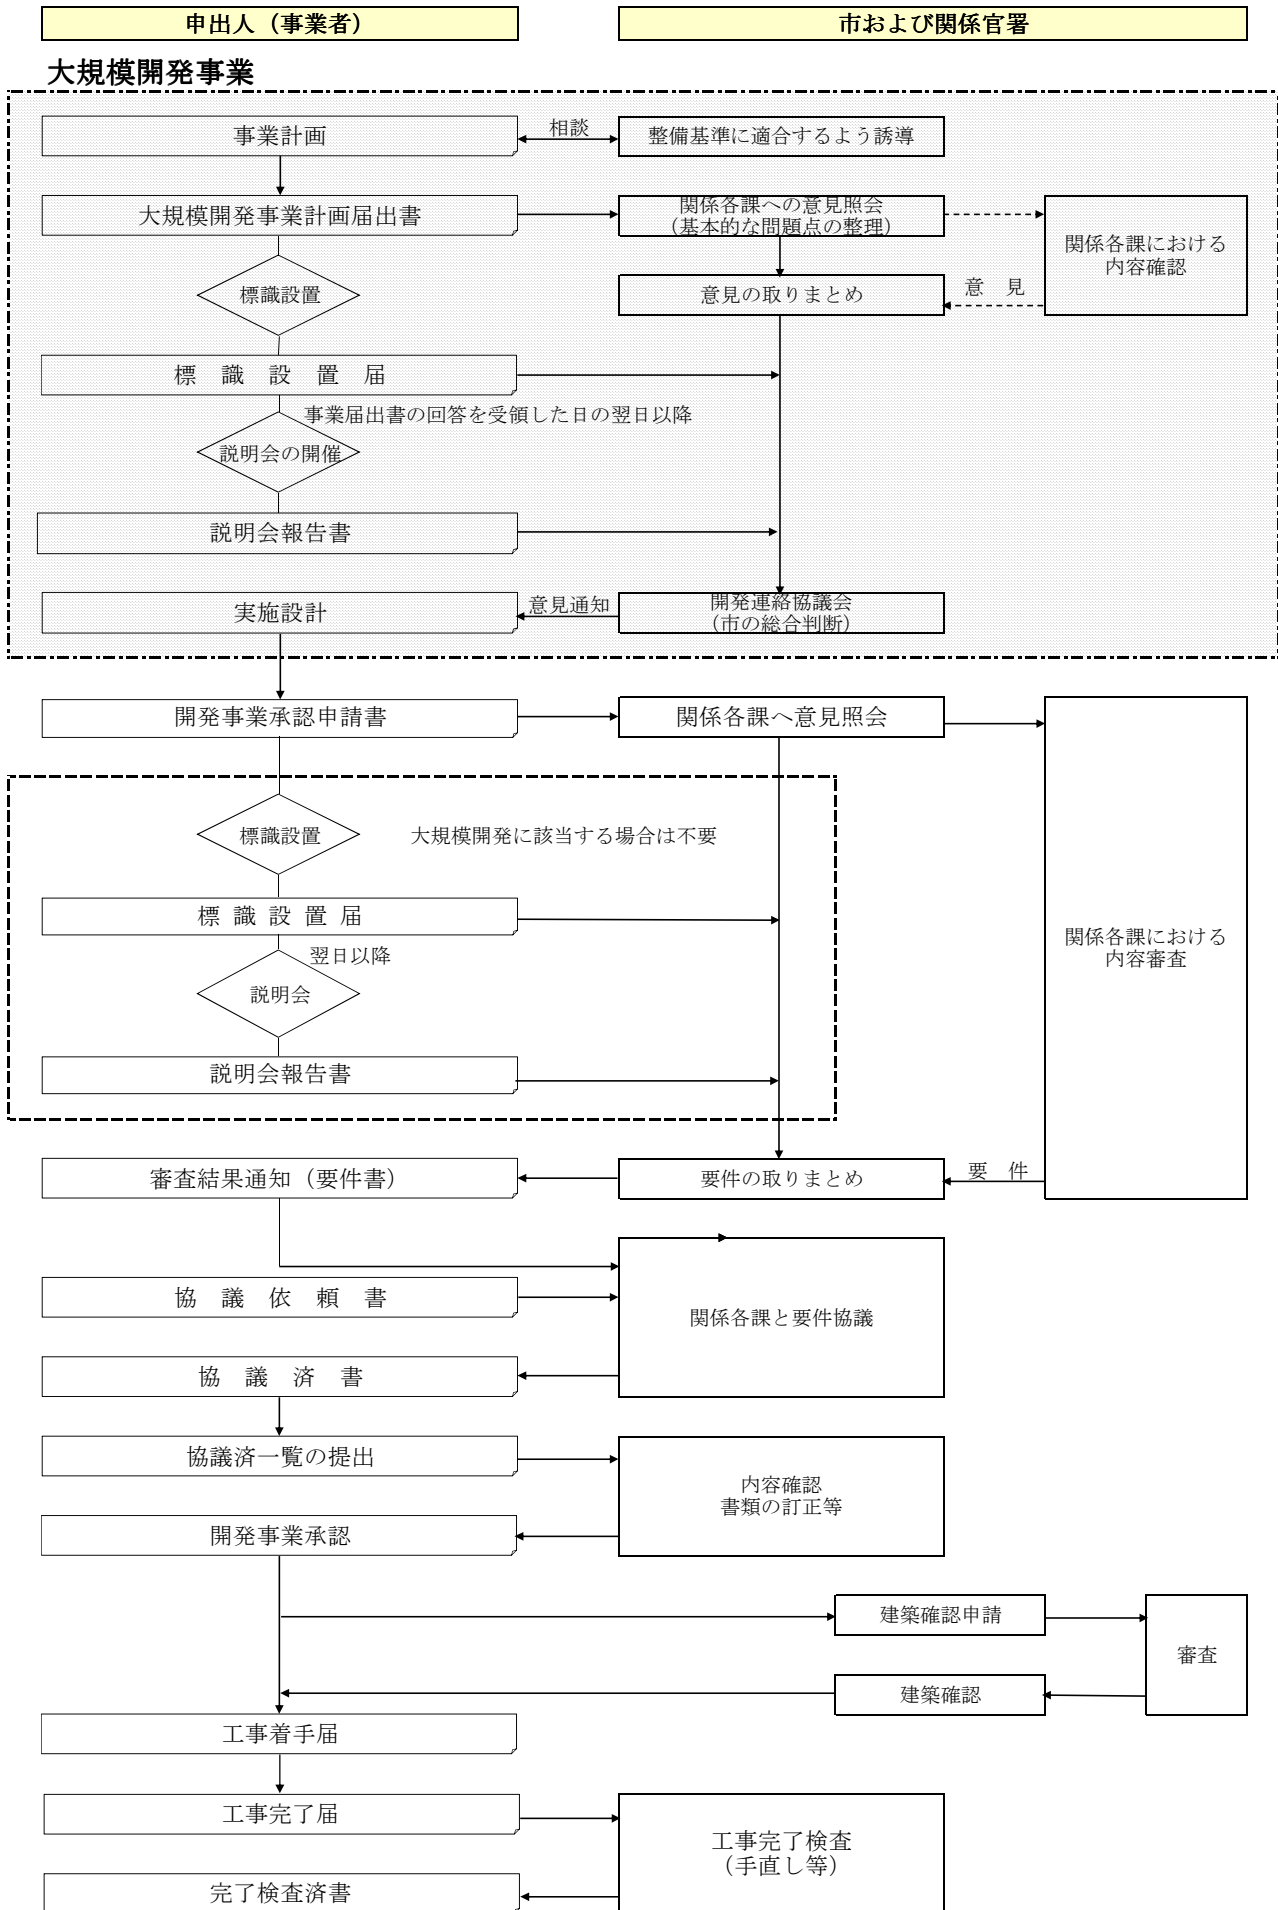 申出人（事業者）
市および関係官署
大規模開発事業
事業計画
相談
整備基準に適合するよう誘導
大規模開発事業計画届出書
関係各課への意見照会
（基本的な問題点の整理）
関係各課における
内容確認
標識設置
意見の取りまとめ
意　見
標　識　設　置　届
事業届出書の回答を受領した日の翌日以降
説明会の開催
説明会報告書
実施設計
意見通知
開発連絡協議会
（市の総合判断）
開発事業承認申請書
関係各課へ意見照会
標識設置
大規模開発に該当する場合は不要
標 識 設 置 届
翌日以降
説明会
関係各課における
内容審査
説明会報告書
審査結果通知（要件書）
要件の取りまとめ
要　件
協　議　依　頼　書
関係各課と要件協議
協　議　済　書
協議済一覧の提出
内容確認
書類の訂正等
開発事業承認
建築確認申請
審査
建築確認
工事着手届
工事完了届
工事完了検査
（手直し等）
完了検査済書